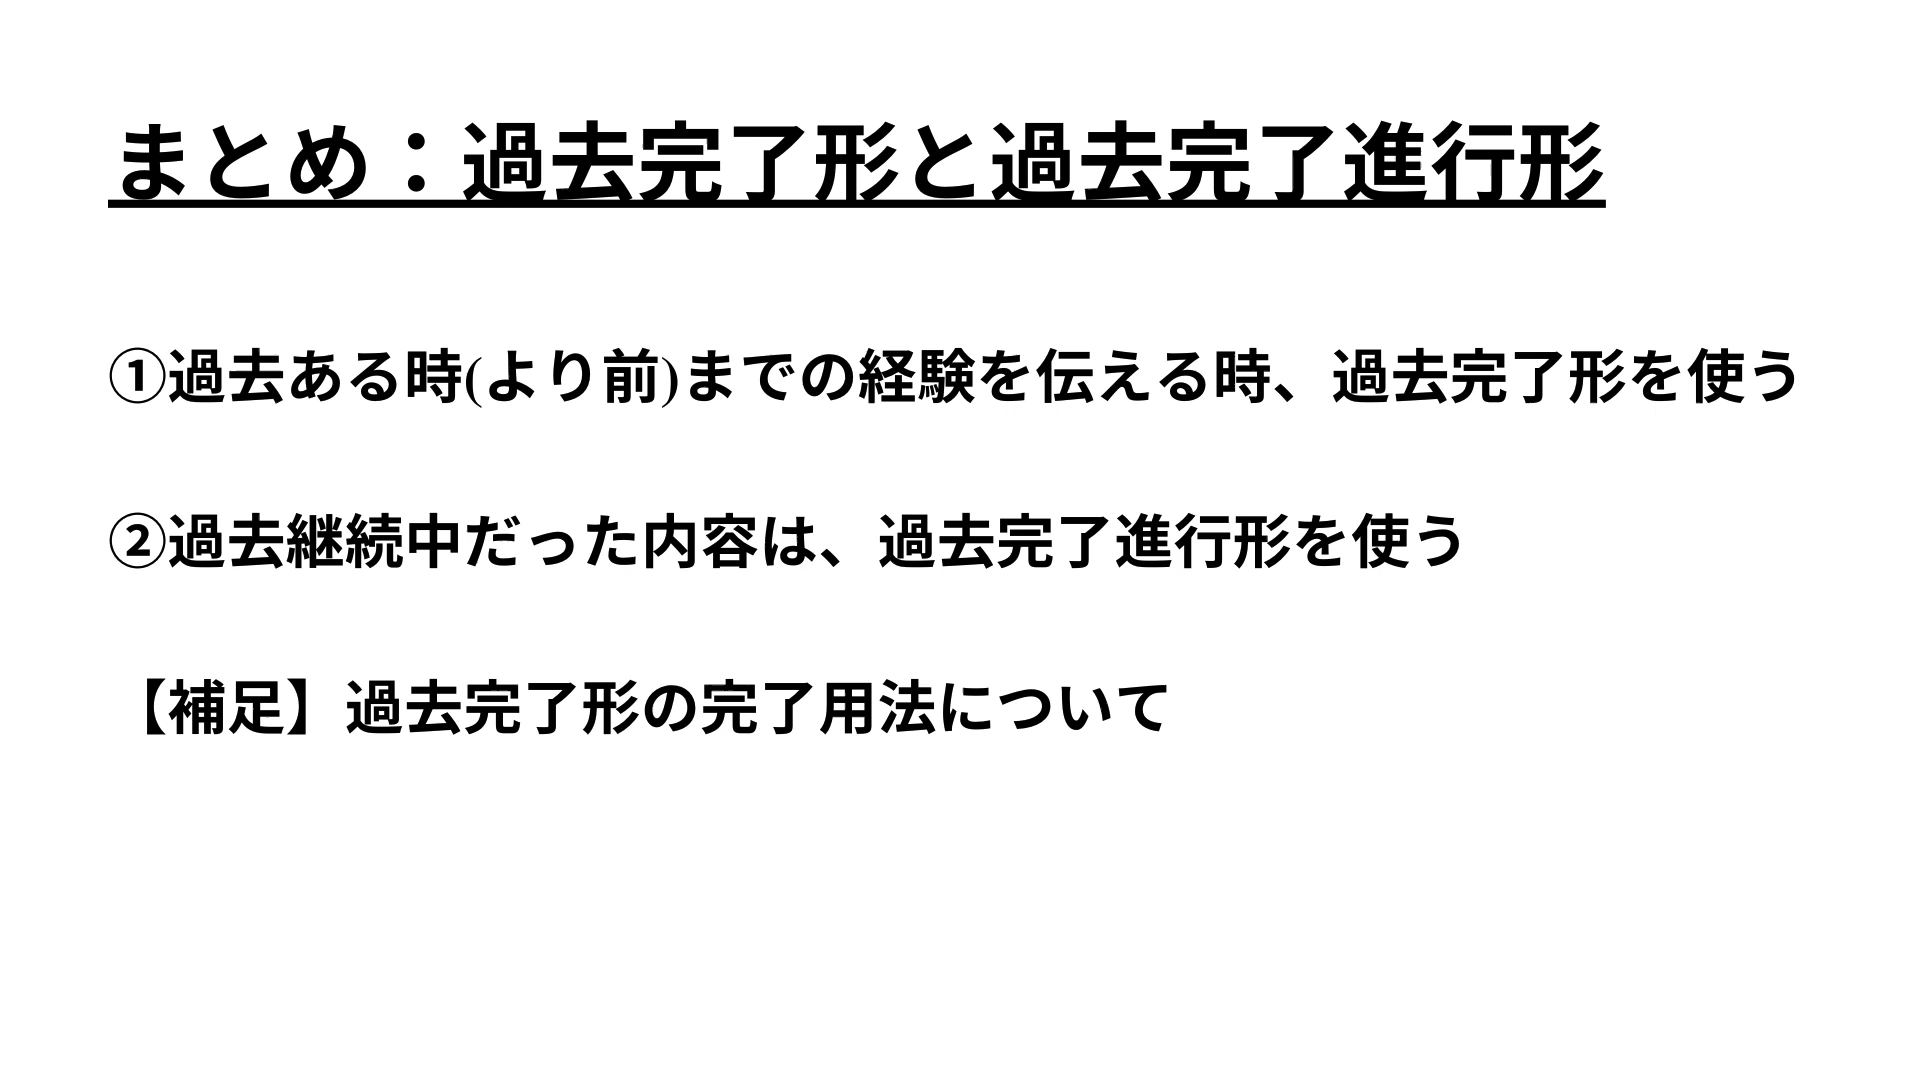 まとめ：過去完了形と過去完了進行形
①過去ある時(より前)までの経験を伝える時、過去完了形を使う
②過去継続中だった内容は、過去完了進行形を使う
【補足】過去完了形の完了用法について